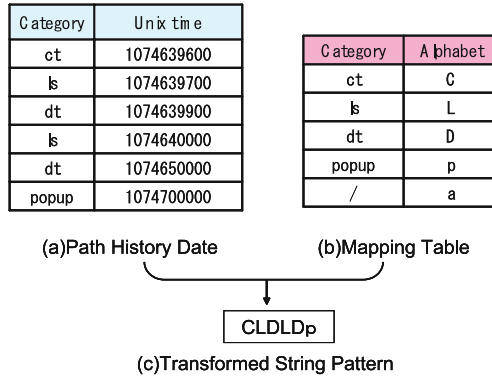 Category Unix time
ct 1074639600
ls 1074639700
dt 1074639900
ls 1074640000
dt 1074650000
popup 1074700000
(a)Path History Date
Category Alphabet
ct C
ls L
dt D
popup p
/ a
(b)Mapping Table
CLDLDp
(c)Transformed String Pattern